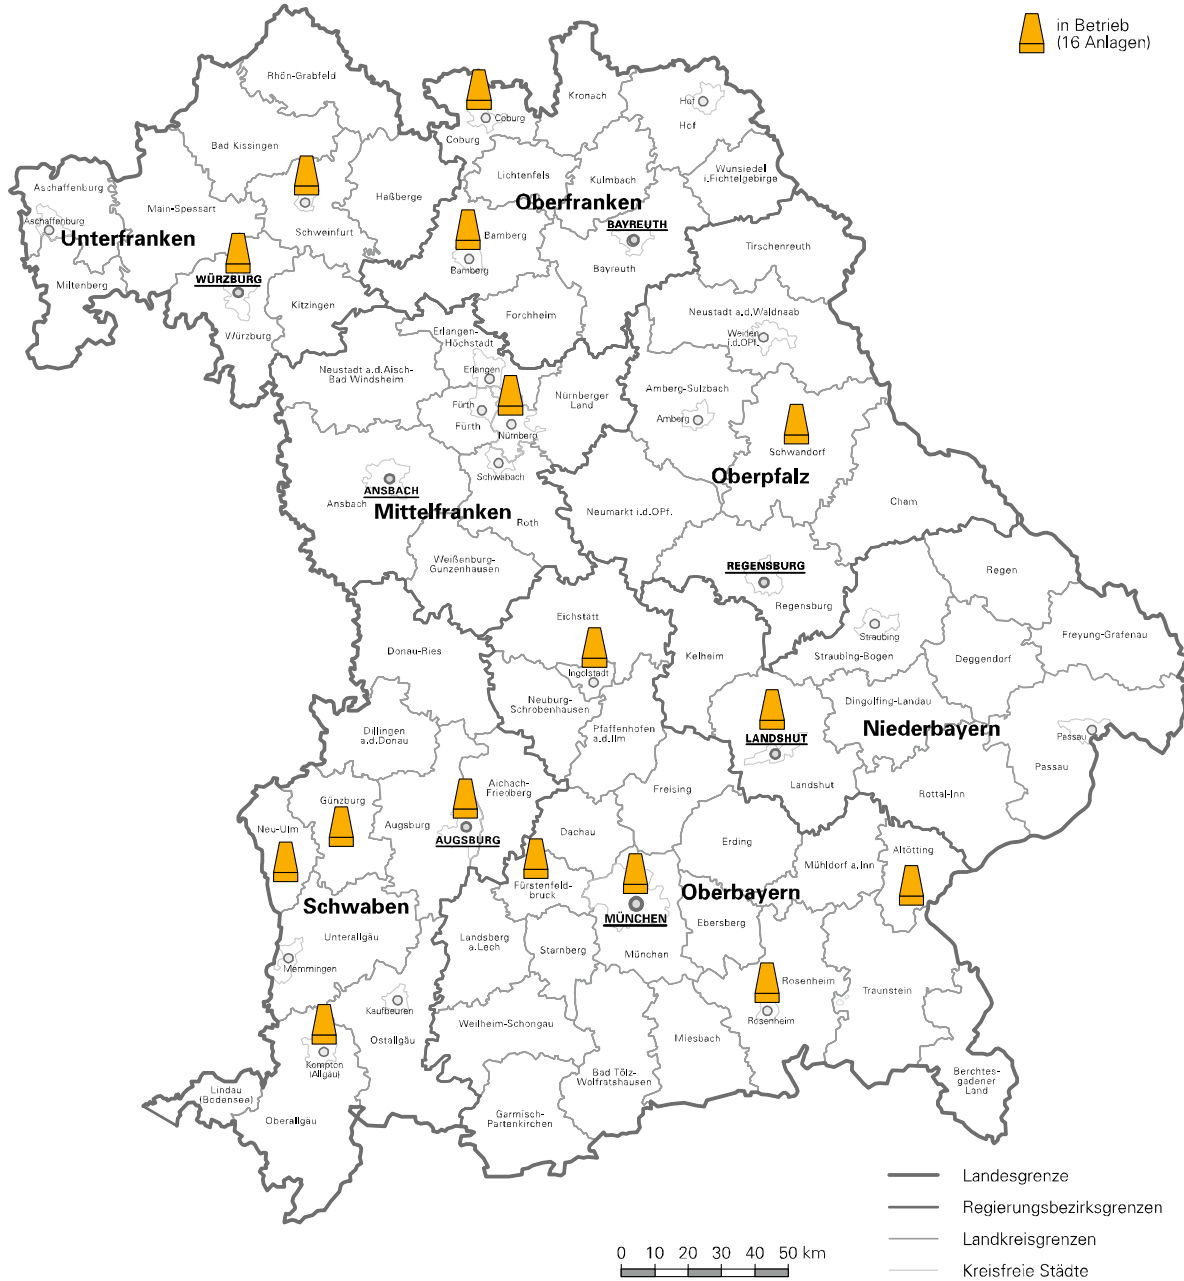 in Betrieb
(16 Anlagen)
Rhön-Grabfeld
Kronach
Hof
Hof
Coburg
Coburg
Bad Kissingen
Lichtenfels
Kulmbach
Wunsiedel
i.Fichtelgebirge
Aschaffenburg
Haßberge
Main-Spessart
Oberfranken
Aschaffenburg
Unterfranken
Schweinfurt
Bamberg
BAYREUTH
Tirschenreuth
Bamberg
Bayreuth
WÜRZBURG
Miltenberg
Kitzingen
Forchheim
Neustadt a.d.Waldnaab
Würzburg
Erlangen-
Höchstadt
Weiden
i.d.OPf.
Neustadt a.d.Aisch-
Bad Windsheim
Erlangen
Nürnberger
Land
Amberg-Sulzbach
Fürth
Fürth
Amberg
Nürnberg
Schwandorf
Schwabach
Oberpfalz
ANSBACH
Ansbach
Mittelfranken
Roth
Neumarkt i.d.OPf.
Cham
Weißenburg-
Gunzenhausen
REGENSBURG
Regen
Regensburg
Eichstätt
Straubing
Freyung-Grafenau
Donau-Ries
Kelheim
Straubing-Bogen
Deggendorf
Ingolstadt
Neuburg-
Schrobenhausen
Dingolfing-Landau
Dillingen
a.d.Donau
Pfaffenhofen
a.d.Ilm
LANDSHUT
Niederbayern
Passau
Passau
Aichach-
Friedberg
Freising
Landshut
Rottal-Inn
Günzburg
Neu-Ulm
Augsburg
AUGSBURG
Dachau
Erding
Altötting
Mühldorf a.Inn
Fürstenfeld-
bruck
Oberbayern
Schwaben
MÜNCHEN
Ebersberg
Unterallgäu
Landsberg
a.Lech
Starnberg
München
Memmingen
Rosenheim
Traunstein
Kaufbeuren
Rosenheim
Weilheim-Schongau
Ostallgäu
Miesbach
Kempten
(Allgäu)
Bad Tölz-
Wolfratshausen
Berchtes-
gadener
Land
Lindau
(Bodensee)
Oberallgäu
Garmisch-
Partenkirchen
Landesgrenze
Regierungsbezirksgrenzen
Landkreisgrenzen
Kreisfreie Städte
0 10 20 30 40 50 km